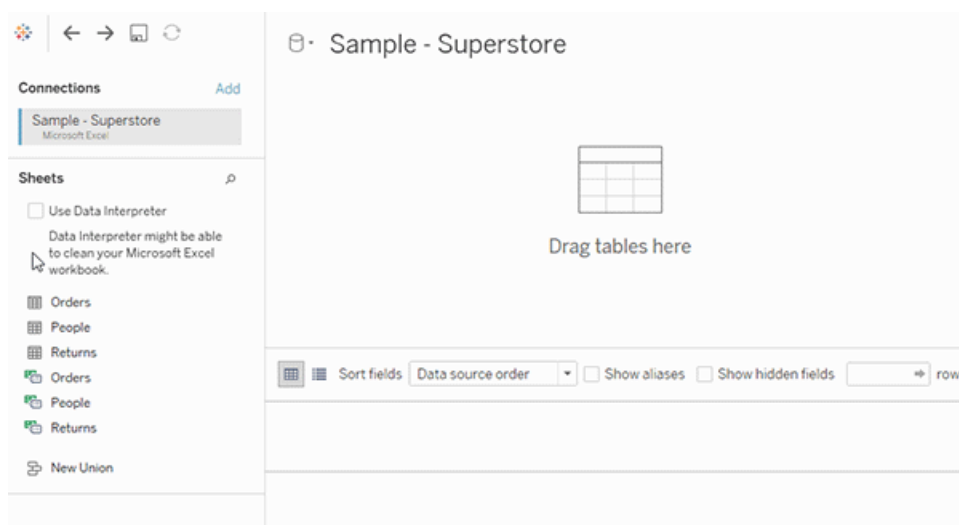 Sample - Superstore
Connections
Add
Sample - Superstore
Microsoft Excel
Sheets
Use Data Interpreter
Data Interpreter might be able
to clean your Microsoft Excel
workbook.
Orders
People
Returns
Orders
People
Returns
New Union
Drag tables here
Sort fields
Data source order
Show aliases
Show hidden fields
row